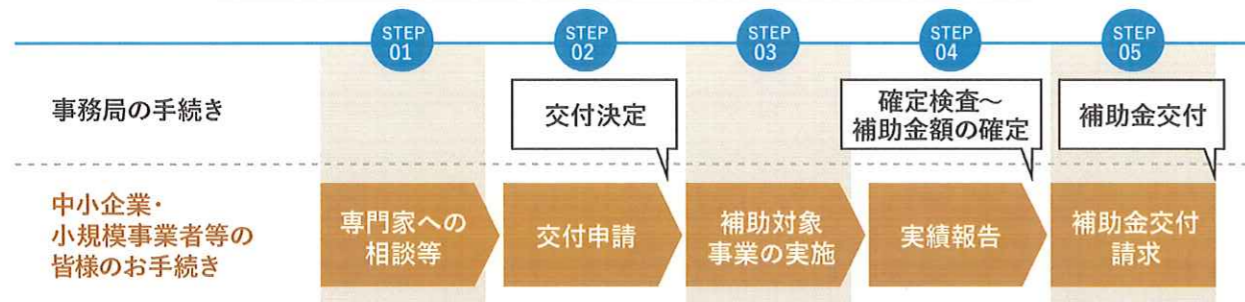 STEP
01
STEP
02
STEP
03
STEP
04
STEP
05
事務局の手続き
交付決定
確定検査～
補助金額の確定
補助金交付
中小企業・
小規模事業者等の
皆様のお手続き
専門家への
相談等
交付申請
補助対象
事業の実施
実績報告
補助金交付
請求